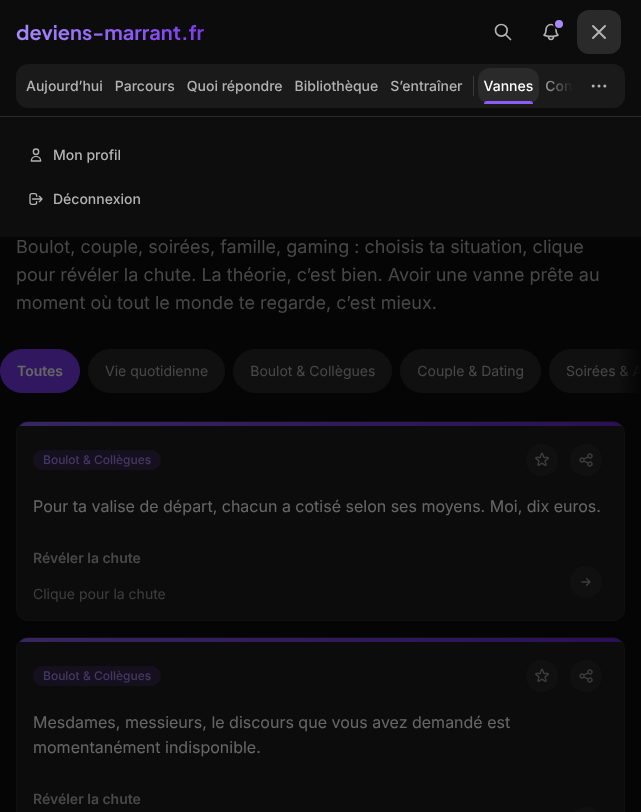 deviens-marrant.fr
Aujourd’hui Parcours Quoi répondre Bibliothèque S’entraîner Vannes Con
Mon profil
Déconnexion
Boulot, couple, soirées, famille, gaming : choisis ta situation, clique
pour révéler la chute. La théorie, c’est bien. Avoir une vanne prête au
moment où tout le monde te regarde, c’est mieux.
Toutes Vie quotidienne Boulot & Collègues Couple & Dating Soirées &
Boulot & Collègues
Pour ta valise de départ, chacun a cotisé selon ses moyens. Moi, dix euros.
Révéler la chute
Clique pour la chute
Boulot & Collègues
Mesdames, messieurs, le discours que vous avez demandé est
momentanément indisponible.
Révéler la chute